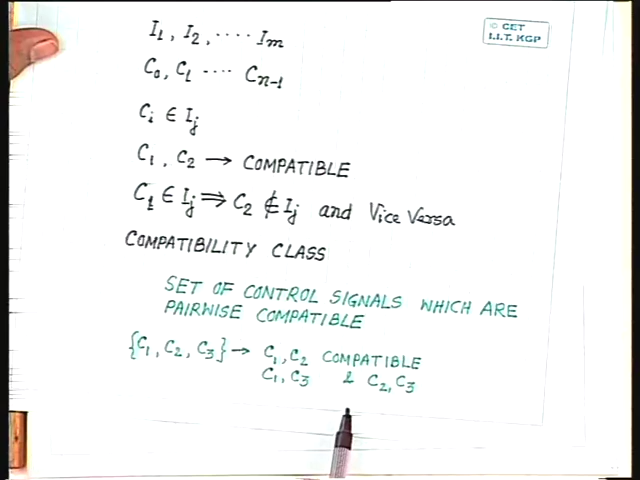 I1, I2, .... Im
© CET
I.I.T. KGP
C0, C1 .... Cn-1
Ci ∈ Ij
C1, C2 → COMPATIBLE
C1 ∈ Ij ⇒ C2 ∉ Ij and Vice Versa
COMPATIBILITY CLASS
SET OF CONTROL SIGNALS WHICH ARE
PAIRWISE COMPATIBLE
{C1, C2, C3} → C1, C2 COMPATIBLE
C1, C3 & C2, C3